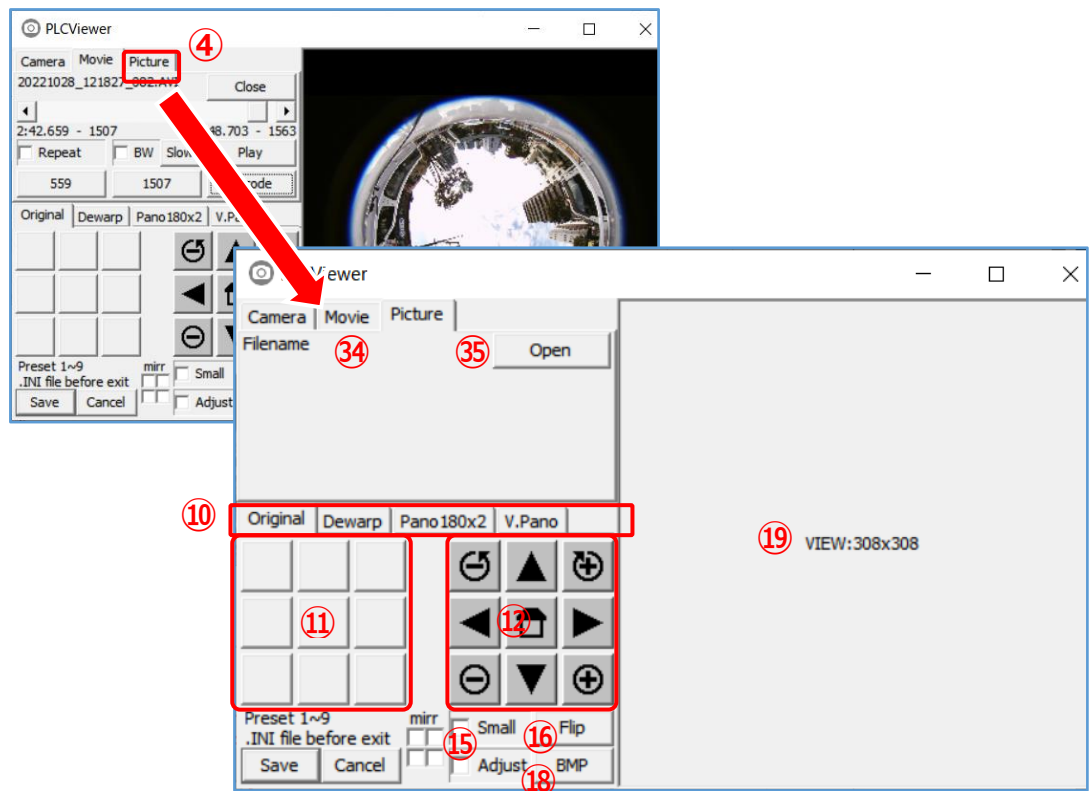 PLCViewer
④
Camera Movie Picture
20221028_121827_002.AVI
Close
2:42.659 - 1507 48.703 - 1563
Repeat BW Slow Play
559 1507
Original Dewarp Pano180x2
Preset 1~9 mirr
.INI file before exit
Small
Save Cancel Adjust
Viewer
Camera Movie Picture
Filename ㉞ ㉟ Open
⑩
Original Dewarp Pano180x2 V.Pano
⑲ VIEW:308x308
⑪ ⑫
Preset 1~9 mirr
.INI file before exit
⑮ Small ⑯ Flip
Save Cancel Adjust ⑱ BMP